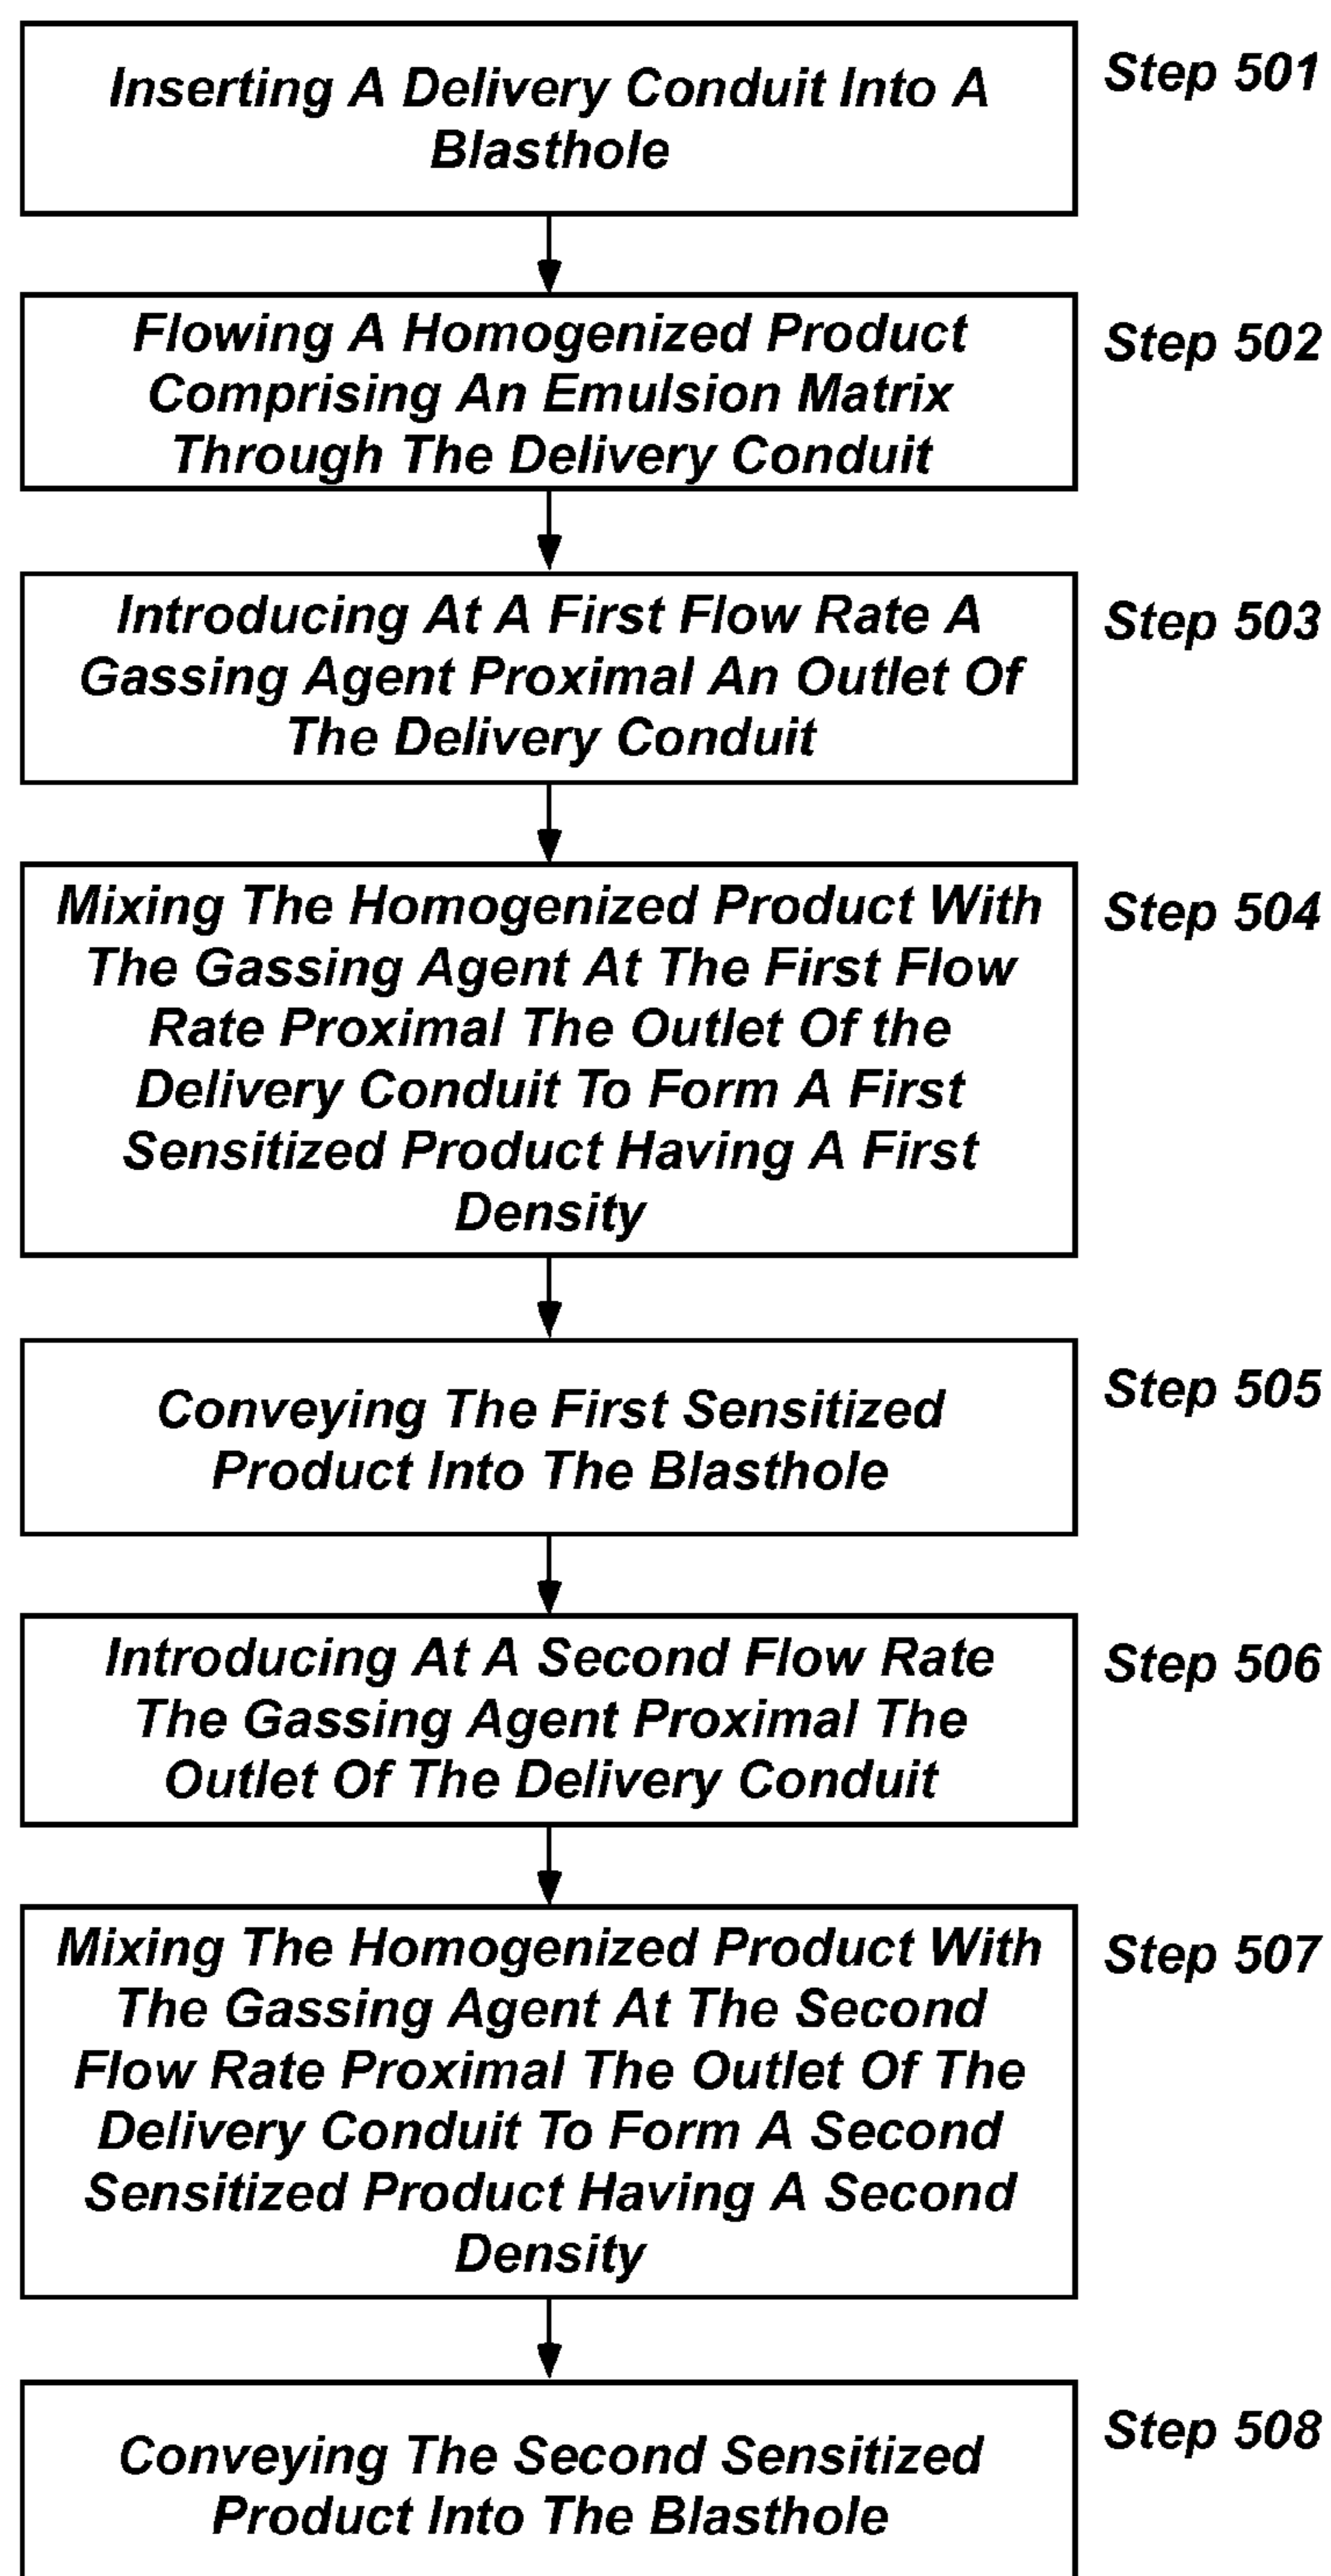 Inserting A Delivery Conduit Into A
Blasthole
Step 501
Flowing A Homogenized Product
Comprising An Emulsion Matrix
Through The Delivery Conduit
Step 502
Introducing At A First Flow Rate A
Gassing Agent Proximal An Outlet Of
The Delivery Conduit
Step 503
Mixing The Homogenized Product With
The Gassing Agent At The First Flow
Rate Proximal The Outlet Of the
Delivery Conduit To Form A First
Sensitized Product Having A First
Density
Step 504
Conveying The First Sensitized
Product Into The Blasthole
Step 505
Introducing At A Second Flow Rate
The Gassing Agent Proximal The
Outlet Of The Delivery Conduit
Step 506
Mixing The Homogenized Product With
The Gassing Agent At The Second
Flow Rate Proximal The Outlet Of The
Delivery Conduit To Form A Second
Sensitized Product Having A Second
Density
Step 507
Conveying The Second Sensitized
Product Into The Blasthole
Step 508